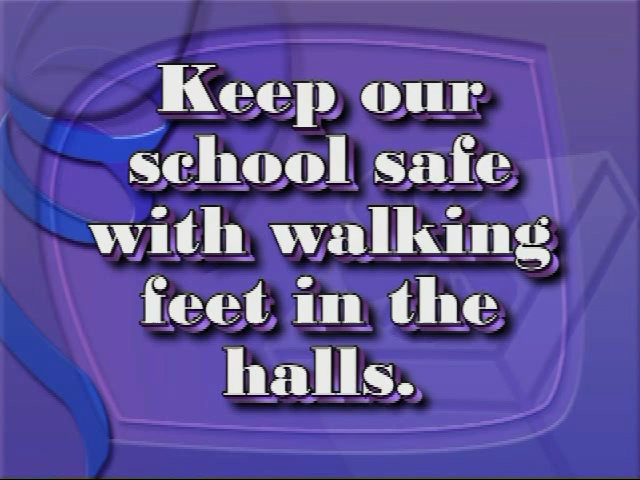 Keep our
school safe
with walking
feet in the
halls.